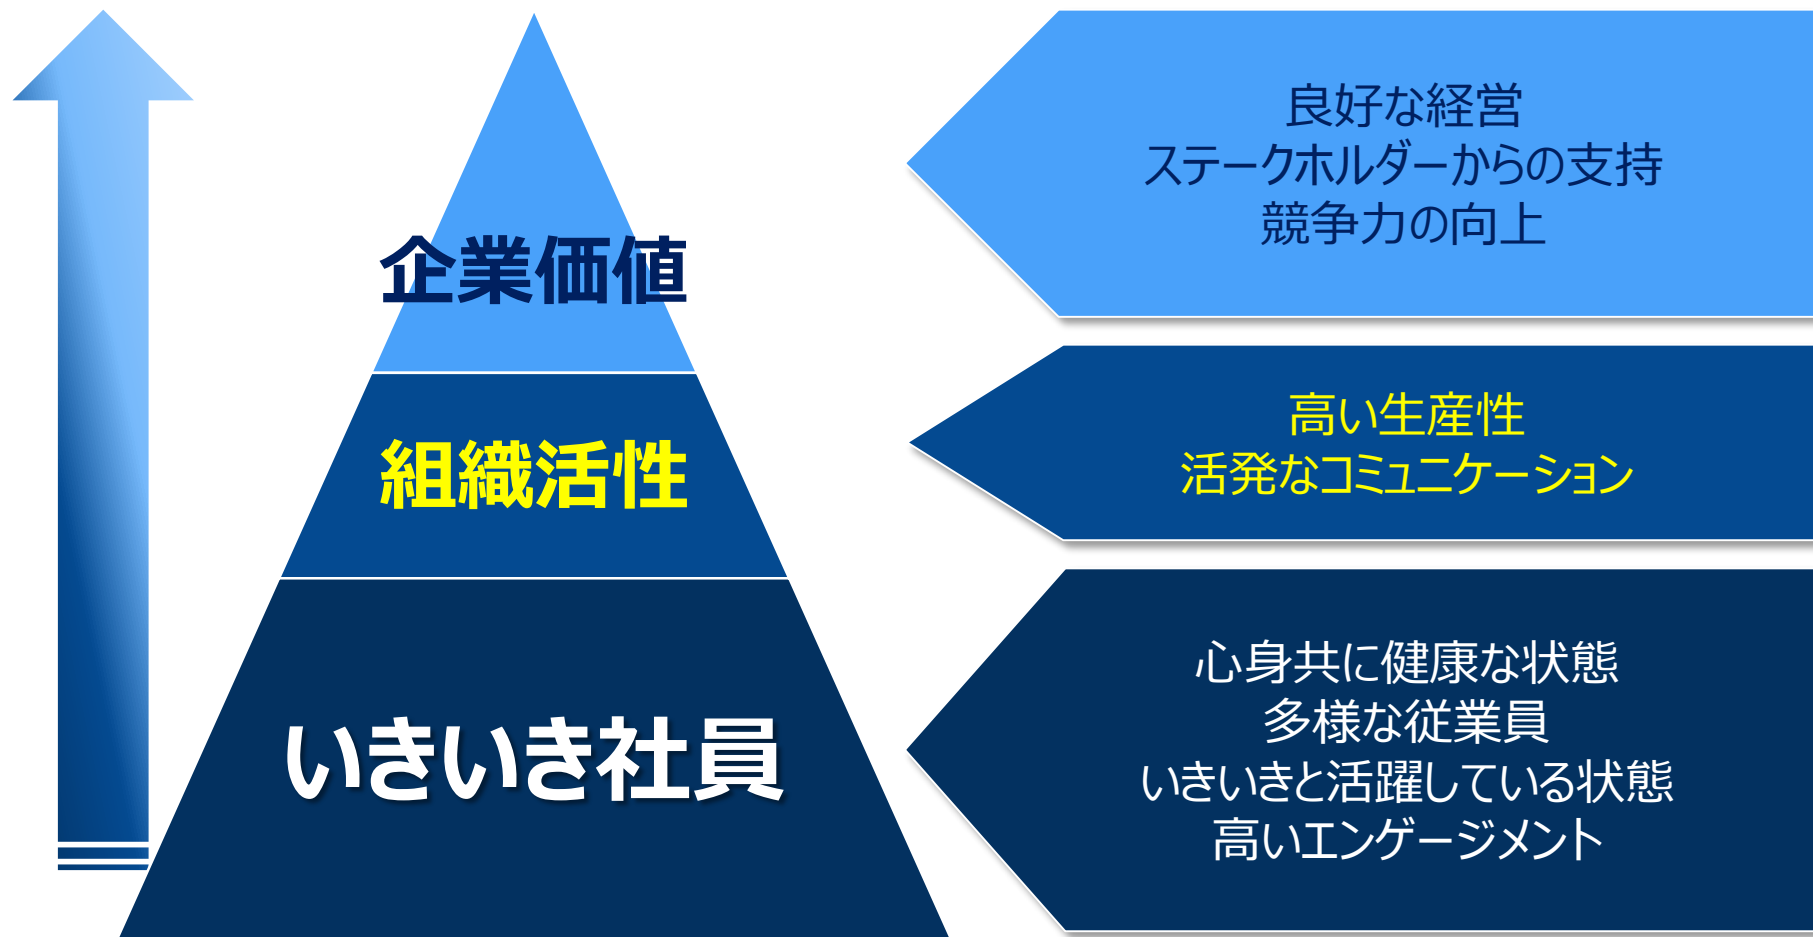 企業価値
良好な経営
ステークホルダーからの支持
競争力の向上
組織活性
高い生産性
活発なコミュニケーション
いきいき社員
心身共に健康な状態
多様な従業員
いきいきと活躍している状態
高いエンゲージメント